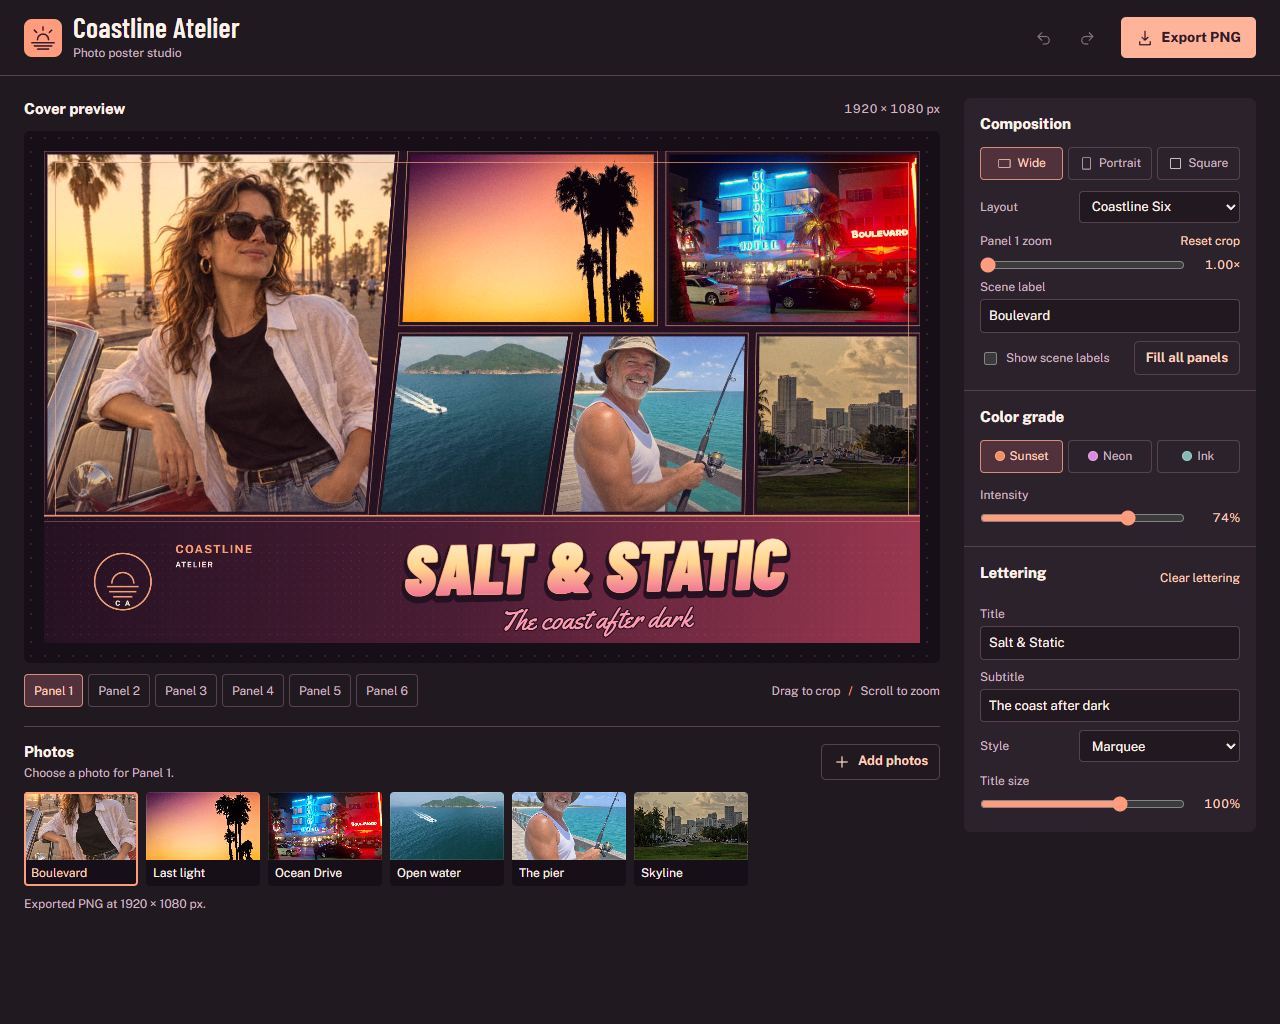 Coastline Atelier
Photo poster studio
Export PNG
Cover preview
1920 × 1080 px
COLONY
HOTEL
BOULEVARD
COASTLINE
ATELIER
CA
SALT & STATIC
The coast after dark
Panel 1
Panel 2
Panel 3
Panel 4
Panel 5
Panel 6
Drag to crop / Scroll to zoom
Photos
Choose a photo for Panel 1.
Add photos
Boulevard
Last light
Ocean Drive
Open water
The pier
Skyline
Exported PNG at 1920 × 1080 px.
Composition
Wide
Portrait
Square
Layout
Coastline Six
Panel 1 zoom
Reset crop
1.00×
Scene label
Boulevard
Show scene labels
Fill all panels
Color grade
Sunset
Neon
Ink
Intensity
74%
Lettering
Clear lettering
Title
Salt & Static
Subtitle
The coast after dark
Style
Marquee
Title size
100%